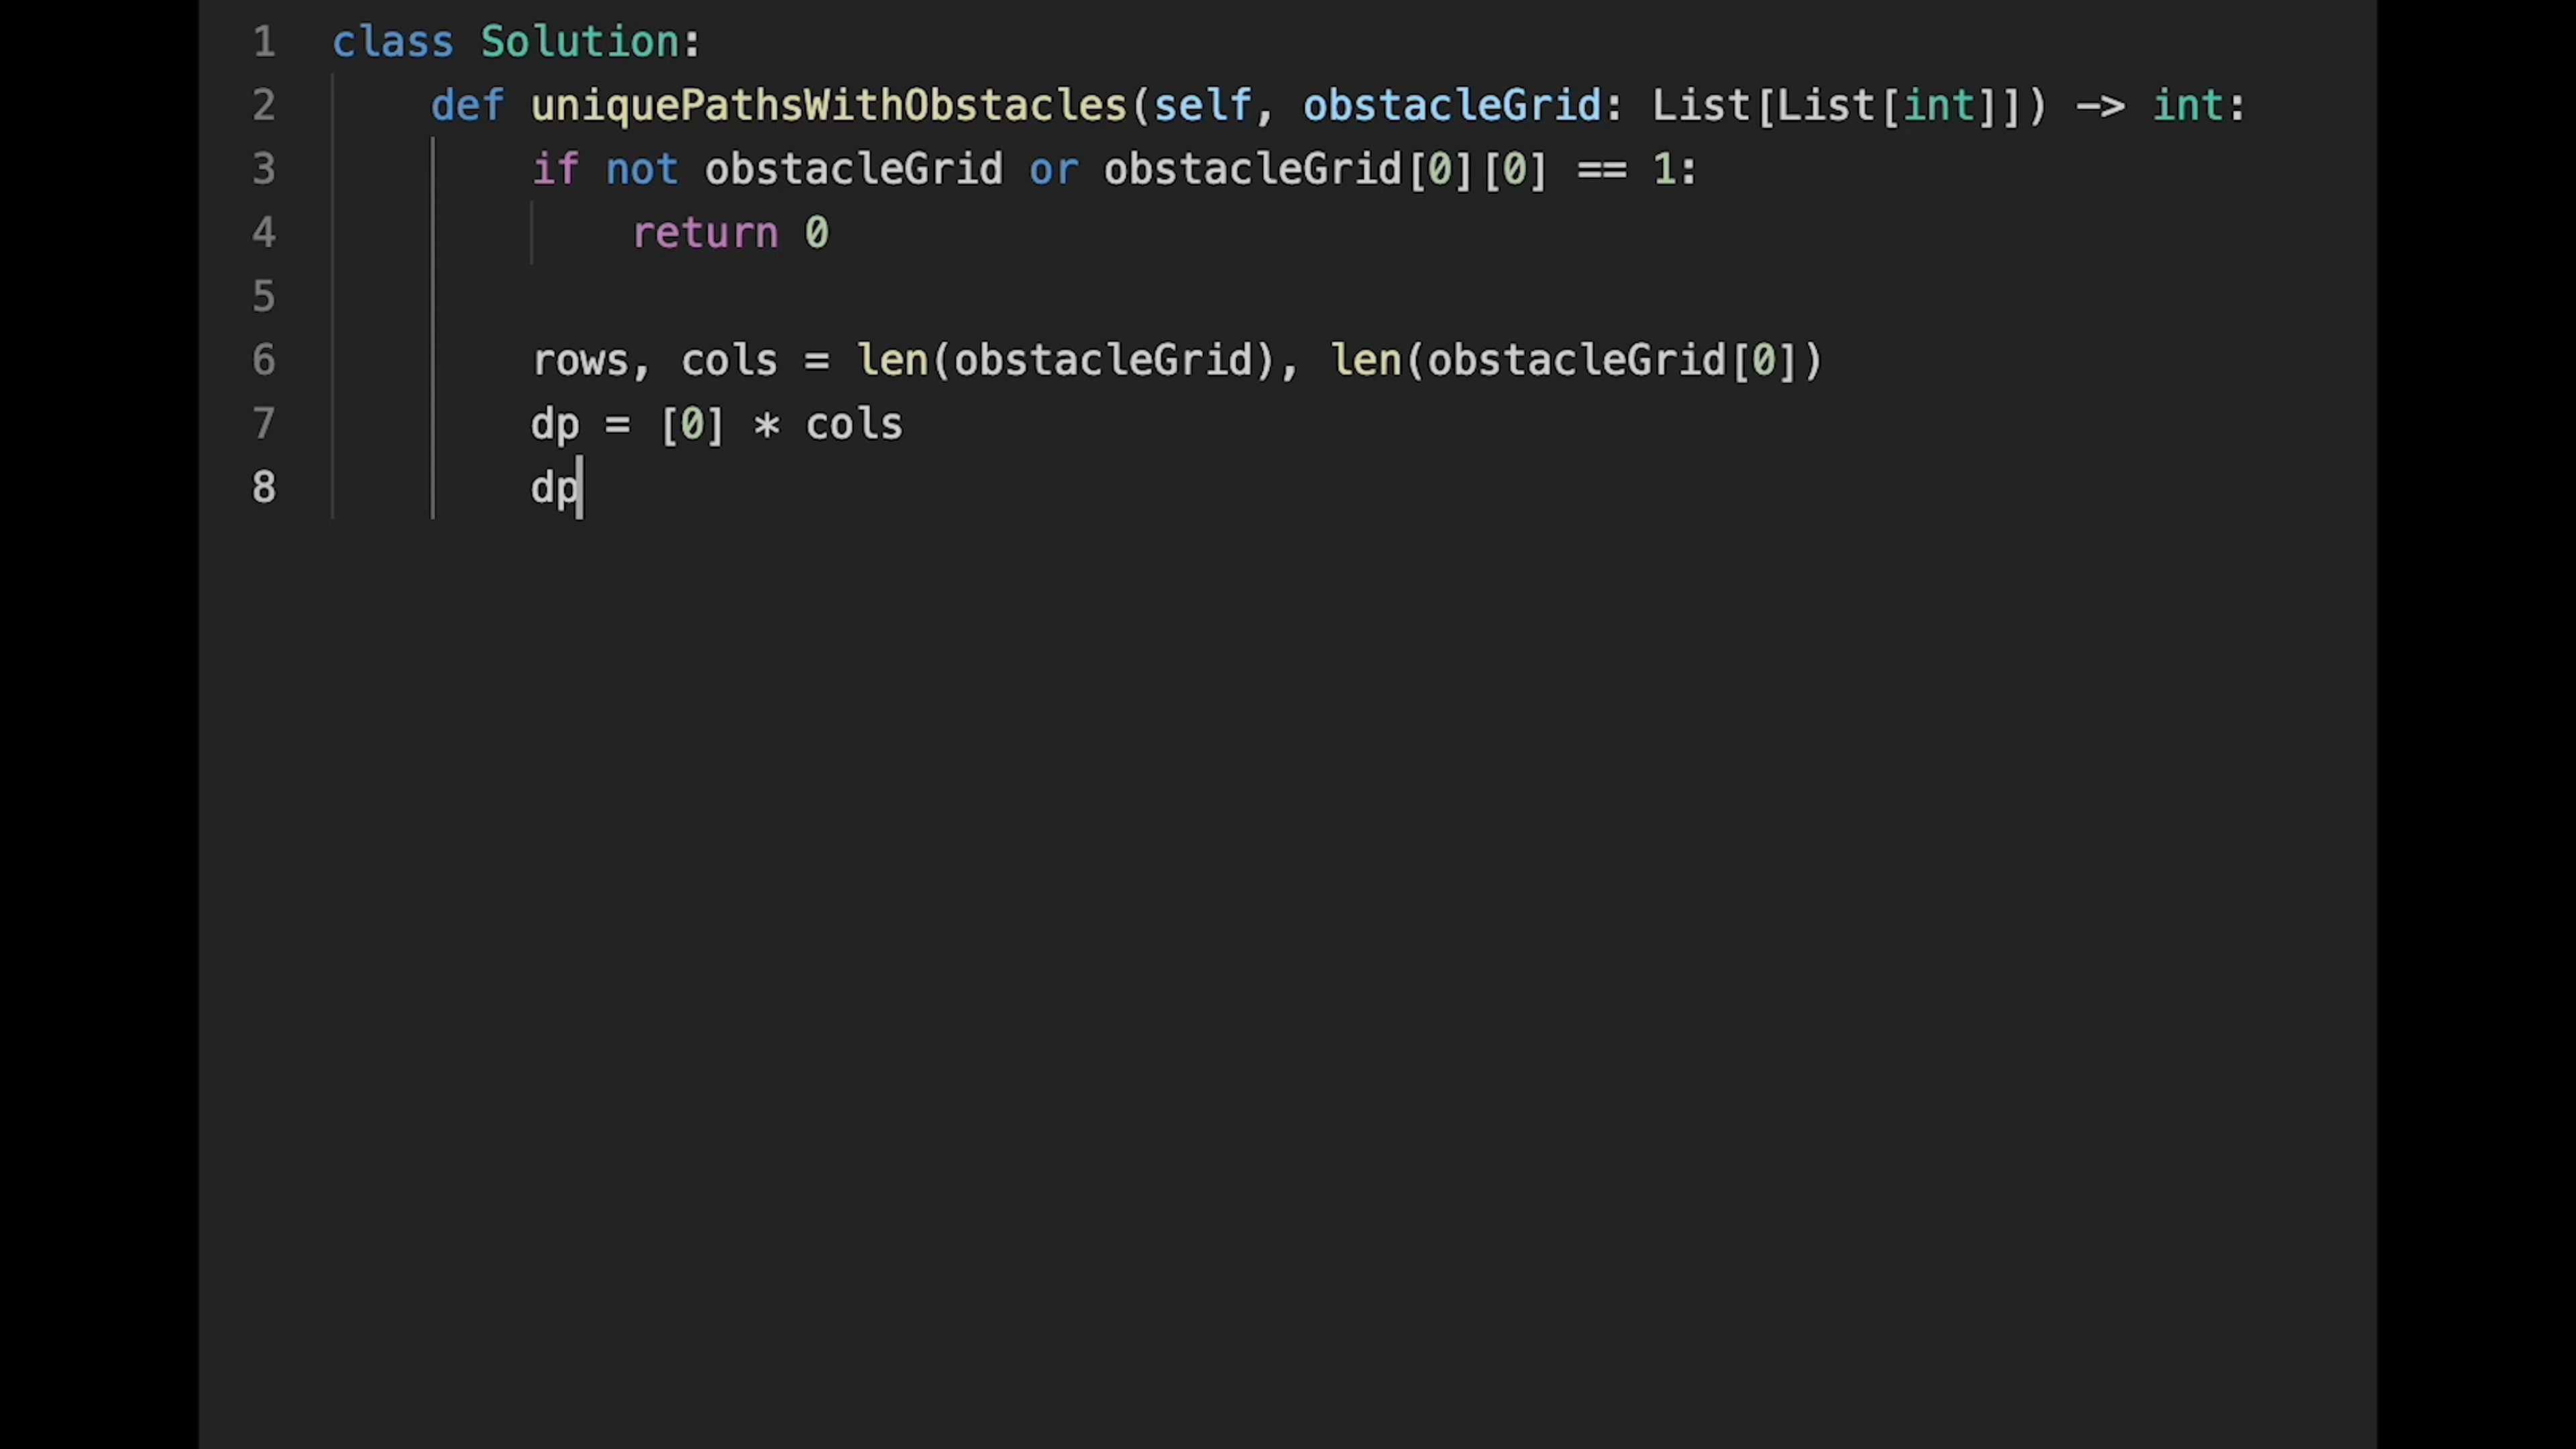 1 class Solution:
2 def uniquePathsWithObstacles(self, obstacleGrid: List[List[int]]) -> int:
3 if not obstacleGrid or obstacleGrid[0][0] == 1:
4 return 0
5
6 rows, cols = len(obstacleGrid), len(obstacleGrid[0])
7 dp = [0] * cols
8 dp